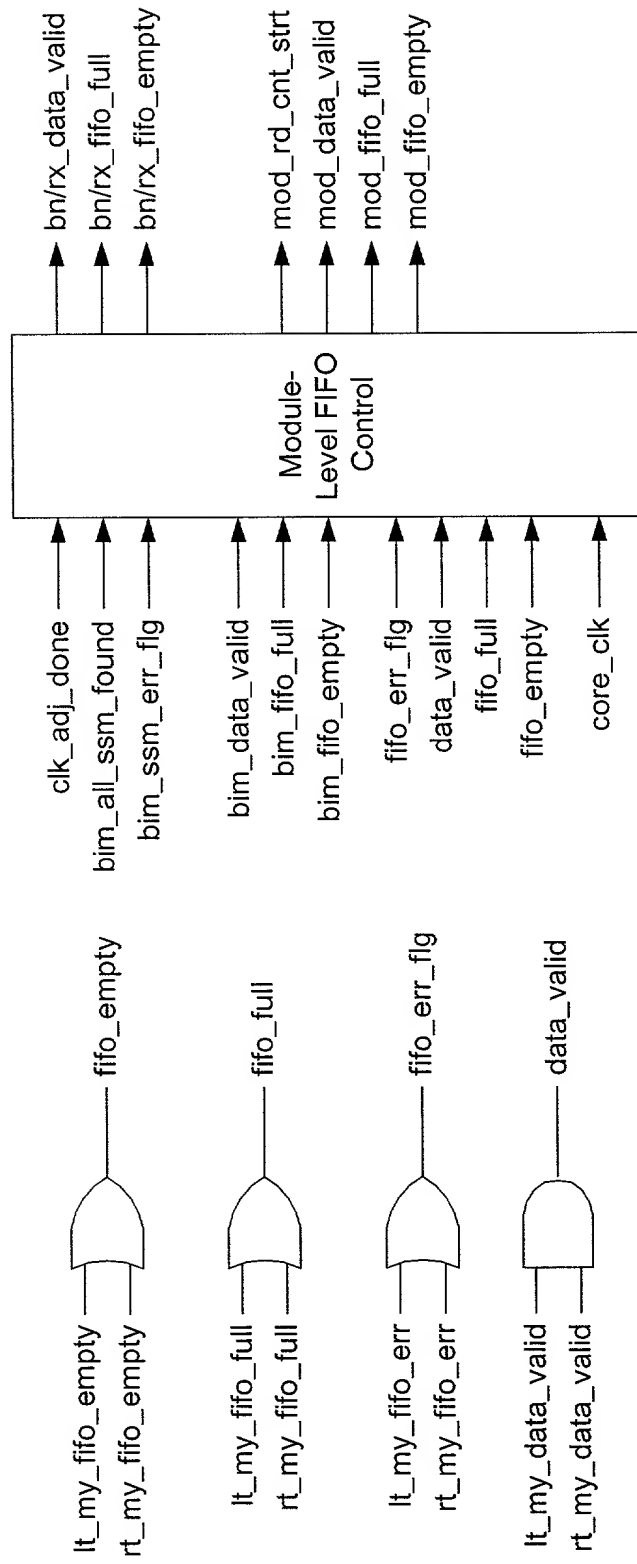 lt_my_fifo_empty
rt_my_fifo_empty
fifo_empty
lt_my_fifo_full
rt_my_fifo_full
fifo_full
lt_my_fifo_err
rt_my_fifo_err
fifo_err_flg
lt_my_data_valid
rt_my_data_valid
data_valid
clk_adj_done
bim_all_ssm_found
bim_ssm_err_flg
bim_data_valid
bim_fifo_full
bim_fifo_empty
fifo_err_flg
data_valid
fifo_full
fifo_empty
core_clk
Module-
Level FIFO
Control
bn/rx_data_valid
bn/rx_fifo_full
bn/rx_fifo_empty
mod_rd_cnt_strt
mod_data_valid
mod_fifo_full
mod_fifo_empty